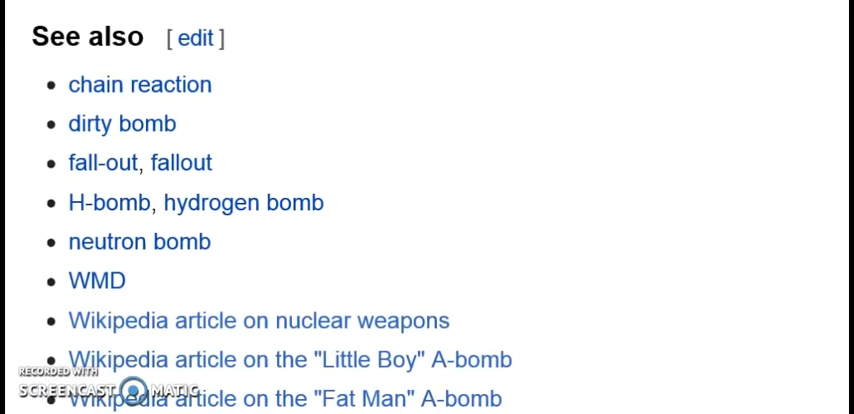 See also [ edit ]
chain reaction
dirty bomb
fall-out, fallout
H-bomb, hydrogen bomb
neutron bomb
WMD
Wikipedia article on nuclear weapons
Wikipedia article on the "Little Boy" A-bomb
RECORDED WITH
SCREENCAST MATIC
Wikipedia article on the "Fat Man" A-bomb